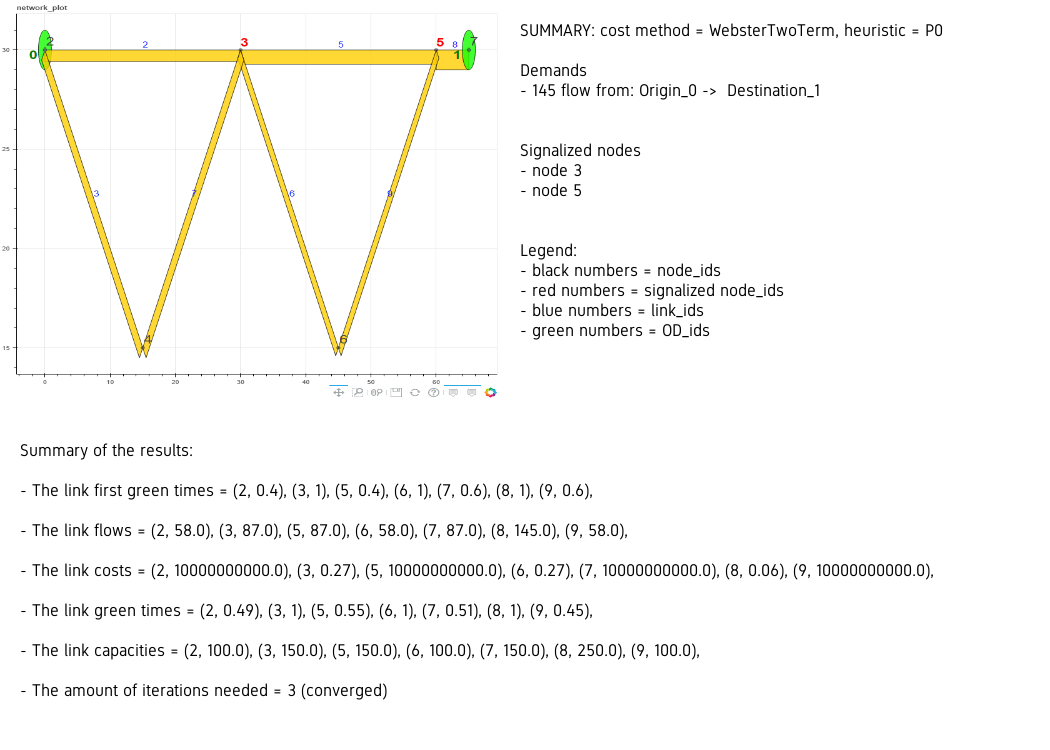 network_plot
30
25
20
15
0
10
20
30
40
50
60
0
2
2
3
5
5
8
1
7
3
7
6
9
4
6
SUMMARY: cost method = WebsterTwoTerm, heuristic = P0
Demands
- 145 flow from: Origin_0 -> Destination_1
Signalized nodes
- node 3
- node 5
Legend:
- black numbers = node_ids
- red numbers = signalized node_ids
- blue numbers = link_ids
- green numbers = OD_ids
Summary of the results:
- The link first green times = (2, 0.4), (3, 1), (5, 0.4), (6, 1), (7, 0.6), (8, 1), (9, 0.6),
- The link flows = (2, 58.0), (3, 87.0), (5, 87.0), (6, 58.0), (7, 87.0), (8, 145.0), (9, 58.0),
- The link costs = (2, 10000000000.0), (3, 0.27), (5, 10000000000.0), (6, 0.27), (7, 10000000000.0), (8, 0.06), (9, 10000000000.0),
- The link green times = (2, 0.49), (3, 1), (5, 0.55), (6, 1), (7, 0.51), (8, 1), (9, 0.45),
- The link capacities = (2, 100.0), (3, 150.0), (5, 150.0), (6, 100.0), (7, 150.0), (8, 250.0), (9, 100.0),
- The amount of iterations needed = 3 (converged)